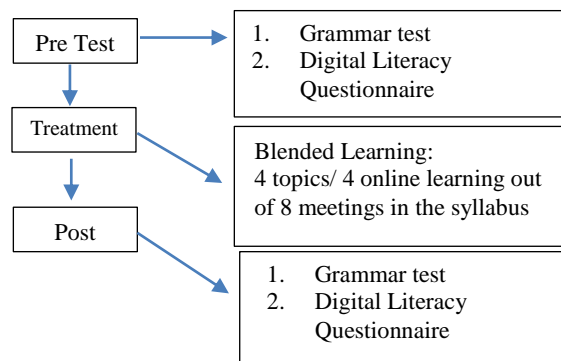 Pre Test
1. Grammar test
2. Digital Literacy
Questionnaire
Treatment
Blended Learning:
4 topics/ 4 online learning out
of 8 meetings in the syllabus
Post
1. Grammar test
2. Digital Literacy
Questionnaire